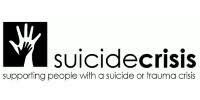 suicidecrisis
supporting people with a suicide or trauma crisis